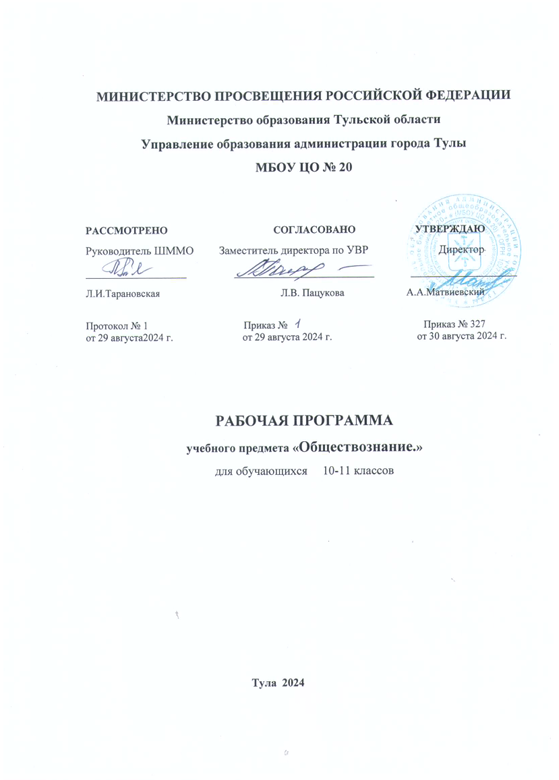 МИНИСТЕРСТВО ПРОСВЕЩЕНИЯ РОССИЙСКОЙ ФЕДЕРАЦИИ
Министерство образования Тульской области
Управление образования администрации города Тулы
МБОУ ЦО № 20
РАССМОТРЕНО СОГЛАСОВАНО УТВЕРЖДАЮ
Руководитель ШММО Заместитель директора по УВР Директор
Л.И.Тарановская Л.В. Пацукова А.А.Матвиевский
Протокол № 1 Приказ № 1 Приказ № 327
от 29 августа2024 г. от 29 августа 2024 г. от 30 августа 2024 г.
РАБОЧАЯ ПРОГРАММА
учебного предмета «Обществознание.»
для обучающихся 10-11 классов
Тула 2024